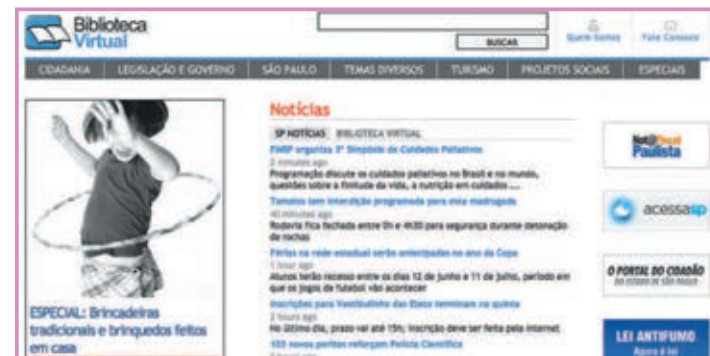 Biblioteca
Virtual
BUSCAR
Quem Somos
Fale Conosco
CIDADANIA
LEGISLAÇÃO E GOVERNO
SÃO PAULO
TEMAS DIVERSOS
TURISMO
PROJETOS SOCIAIS
ESPECIAIS
ESPECIAL: Brincadeiras
tradicionais e brinquedos feitos
em casa
Notícias
SP NOTÍCIAS
BIBLIOTECA VIRTUAL
organiza 3º Simpósio de Cuidados Paliativos
2 minutes ago
Programação discute os cuidados paliativos no Brasil e no mundo,
questões sobre a finitude da vida, a nutrição em cuidados ....
Tamoios tem interdição programada para esta madrugada
40 minutes ago
Rodovia fica fechada entre 0h e 4h30 para segurança durante detonação
de rochas
Férias na rede estadual serão antecipadas no ano da Copa
1 hour ago
Alunos terão recesso entre os dias 12 de junho e 11 de julho, período em
que os jogos de futebol vão acontecer
Inscrições para Vestibulinho das Etecs terminam na quinta
2 hours ago
No último dia, prazo vai até 15h; inscrição deve ser feita pela internet
103 novos peritos reforçam Polícia Científica
Nota Fiscal
Paulista
acessasp
O PORTAL DO CIDADÃO
DO ESTADO DE SÃO PAULO
LEI ANTIFUMO
Agora é lei